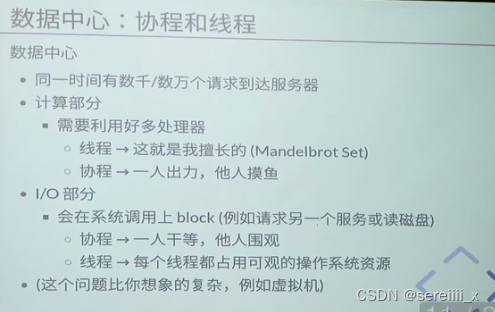 数据中心：协程和线程
数据中心
• 同一时间有数千/数万个请求到达服务器
• 计算部分
▪ 需要利用好多处理器
○ 线程 → 这就是我擅长的 (Mandelbrot Set)
○ 协程 → 一人出力，他人摸鱼
• I/O 部分
▪ 会在系统调用上 block (例如请求另一个服务或读磁盘)
○ 协程 → 一人干等，他人围观
○ 线程 → 每个线程都占用可观的操作系统资源
• (这个问题比你想象的复杂，例如虚拟机)
CSDN @sereiiii_x